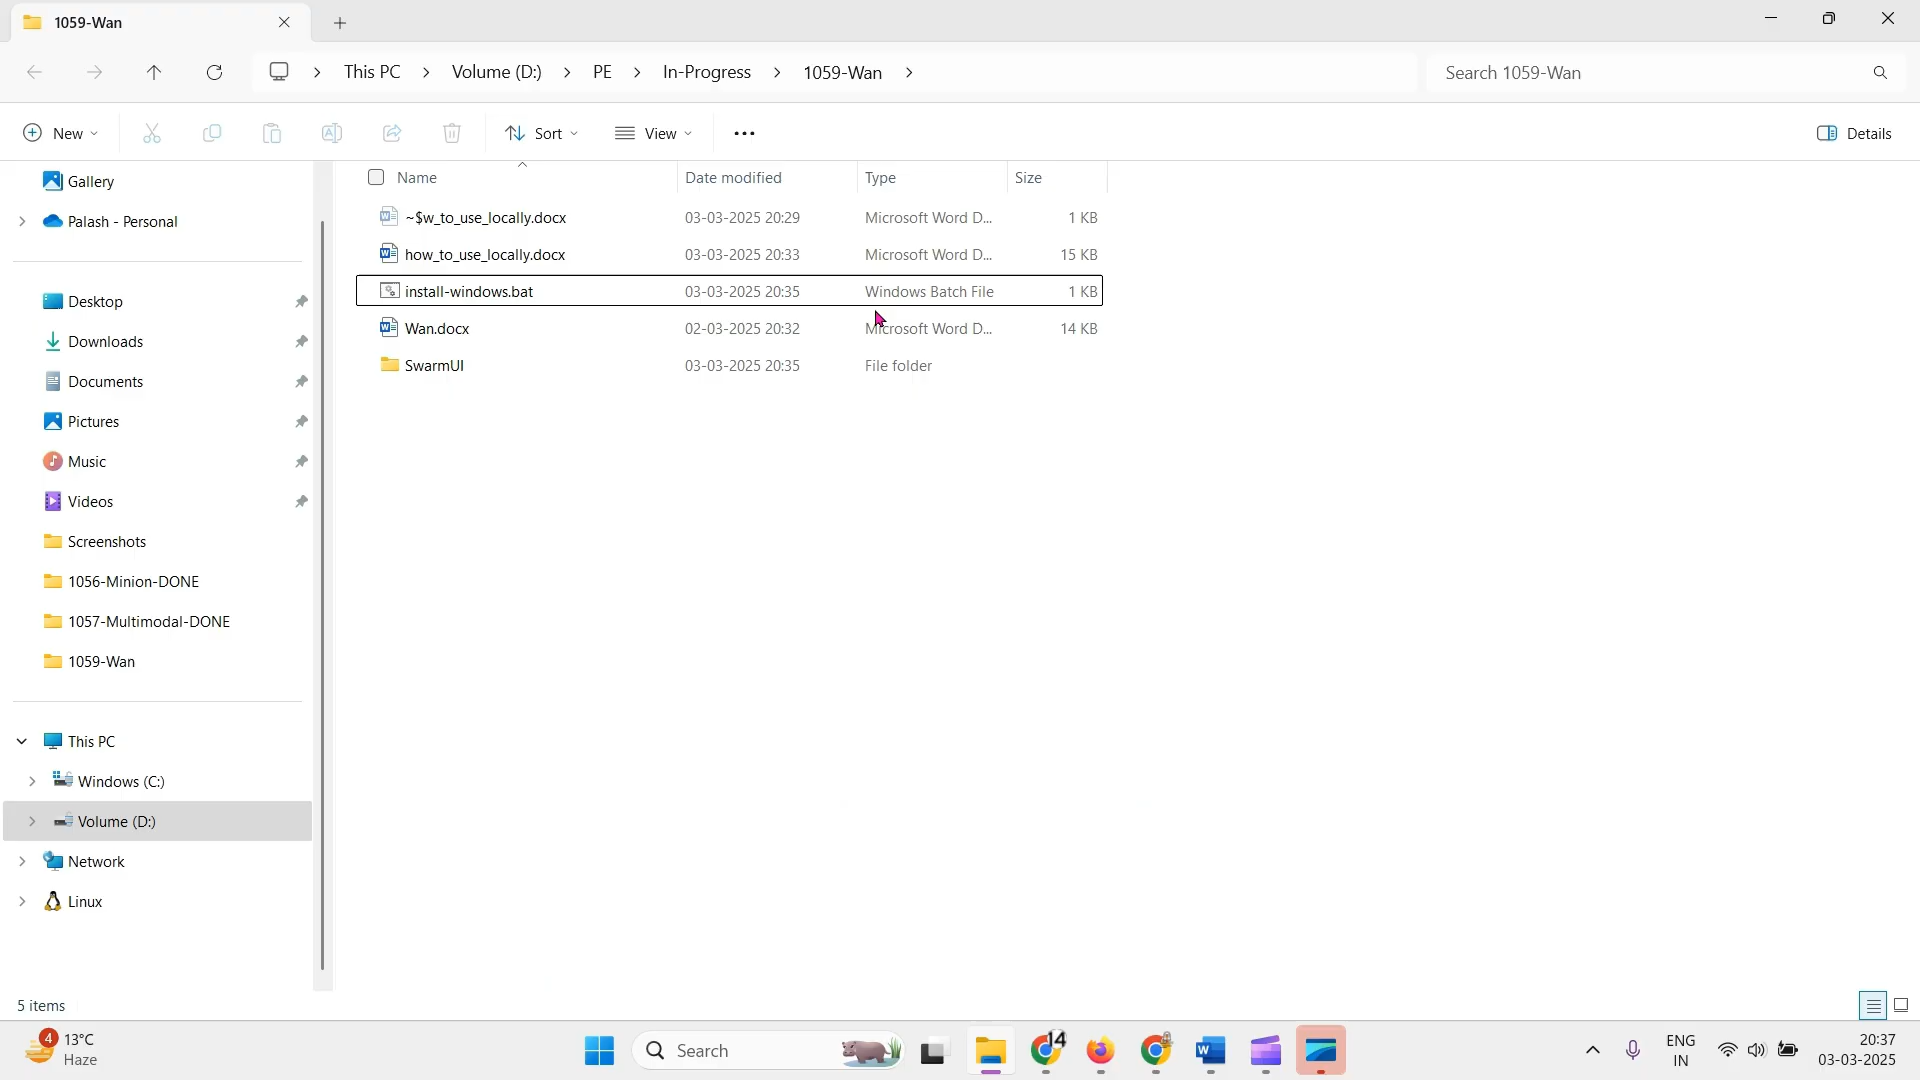 1059-Wan
This PC
Volume (D:)
PE
In-Progress
1059-Wan
Search 1059-Wan
New
Sort
View
Details
Gallery
Palash - Personal
Desktop
Downloads
Documents
Pictures
Music
Videos
Screenshots
1056-Minion-DONE
1057-Multimodal-DONE
1059-Wan
This PC
Windows (C:)
Volume (D:)
Network
Linux
Name Date modified Type Size
~$w_to_use_locally.docx 03-03-2025 20:29 Microsoft Word D... 1 KB
how_to_use_locally.docx 03-03-2025 20:33 Microsoft Word D... 15 KB
install-windows.bat 03-03-2025 20:35 Windows Batch File 1 KB
Wan.docx 02-03-2025 20:32 Microsoft Word D... 14 KB
SwarmUI 03-03-2025 20:35 File folder
5 items
4
13°C
Haze
Search
14
W
ENG
IN
20:37
03-03-2025